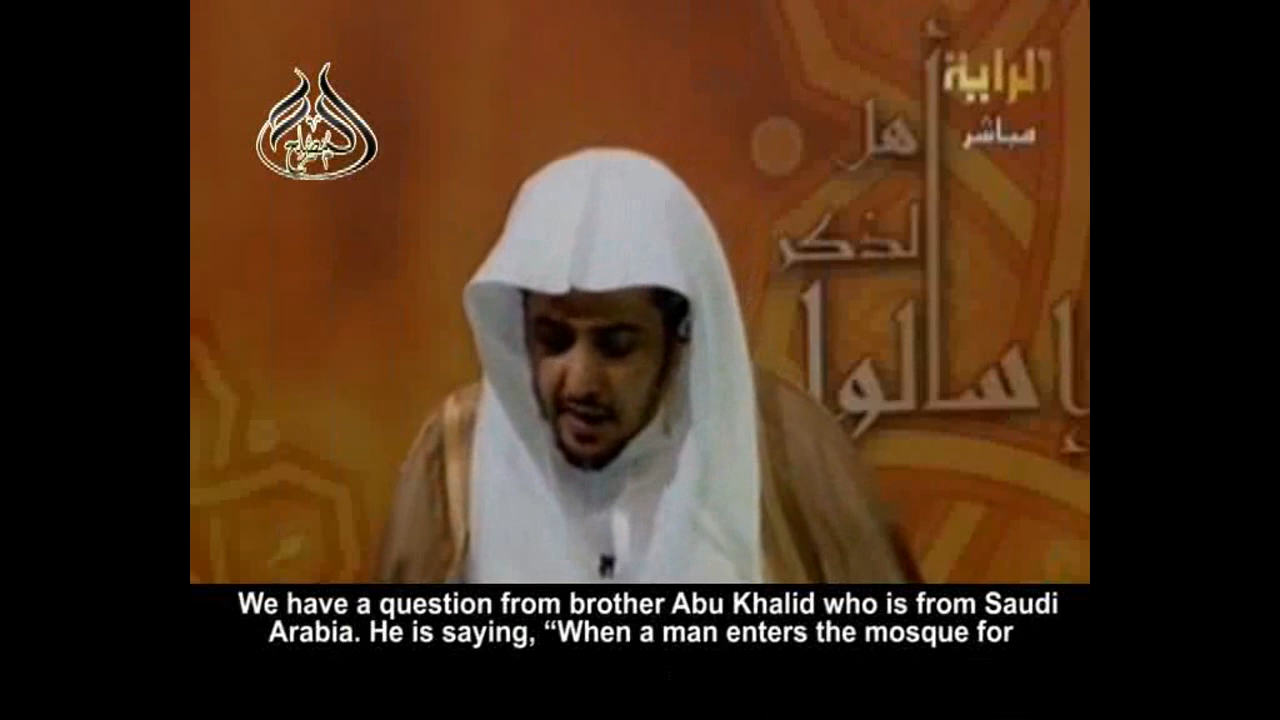 الراية
مباشر
أهل
الذكر
إسألوا
We have a question from brother Abu Khalid who is from Saudi
Arabia. He is saying, “When a man enters the mosque for